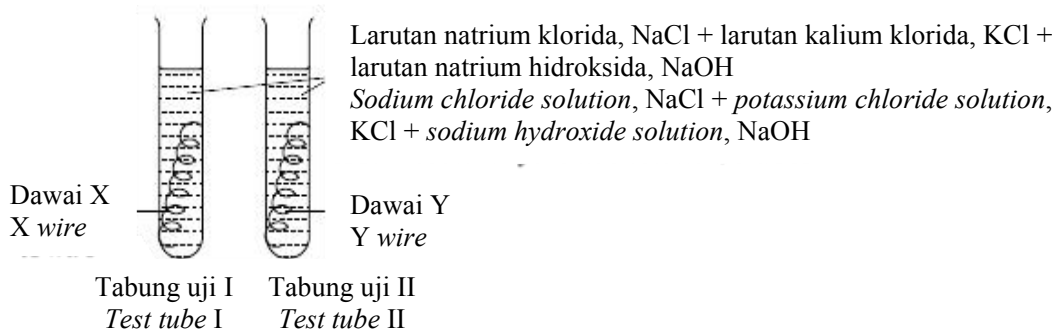 Larutan natrium klorida, NaCl + larutan kalium klorida, KCl +
larutan natrium hidroksida, NaOH
Sodium chloride solution, NaCl + potassium chloride solution,
KCl + sodium hydroxide solution, NaOH
Dawai X
X wire
Dawai Y
Y wire
Tabung uji I
Test tube I
Tabung uji II
Test tube II